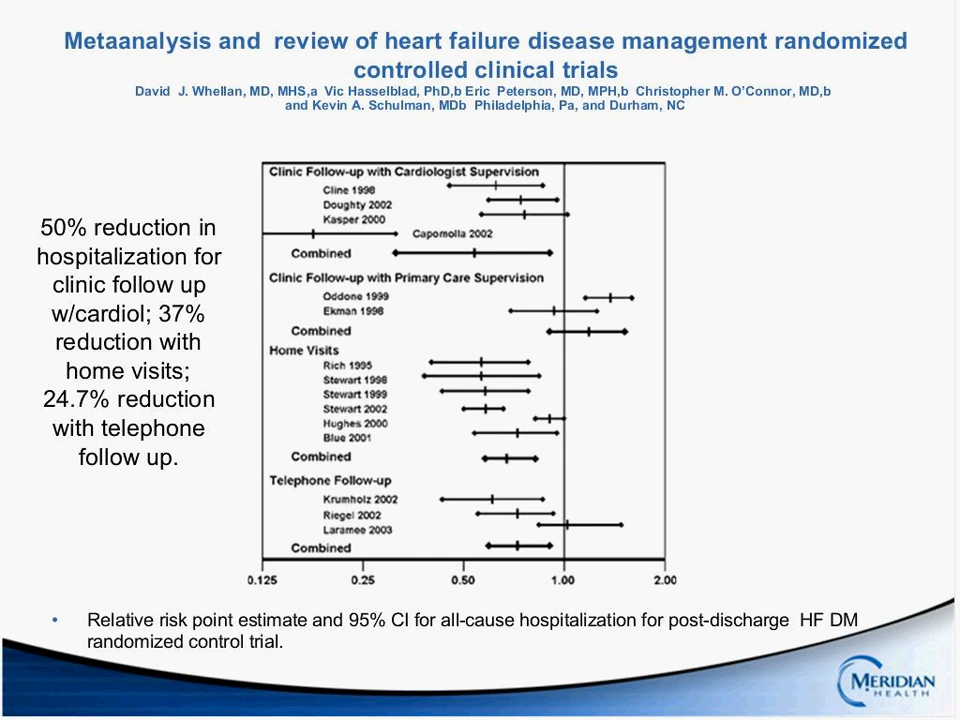 Metaanalysis and review of heart failure disease management randomized
controlled clinical trials
David J. Whellan, MD, MHS,a Vic Hasselblad, PhD,b Eric Peterson, MD, MPH,b Christopher M. O'Connor, MD,b
and Kevin A. Schulman, MDb Philadelphia, Pa, and Durham, NC
50% reduction in
hospitalization for
clinic follow up
w/cardiol; 37%
reduction with
home visits;
24.7% reduction
with telephone
follow up.
Clinic Follow-up with Cardiologist Supervision
Cline 1998
Doughty 2002
Kasper 2000
Capomolla 2002
Combined
Clinic Follow-up with Primary Care Supervision
Oddone 1999
Ekman 1998
Combined
Home Visits
Rich 1995
Stewart 1998
Stewart 1999
Stewart 2002
Hughes 2000
Blue 2001
Combined
Telephone Follow-up
Krumholz 2002
Riegel 2002
Laramee 2003
Combined
0.125 0.25 0.50 1.00 2.00
• Relative risk point estimate and 95% CI for all-cause hospitalization for post-discharge HF DM
randomized control trial.
MERIDIAN
HEALTH